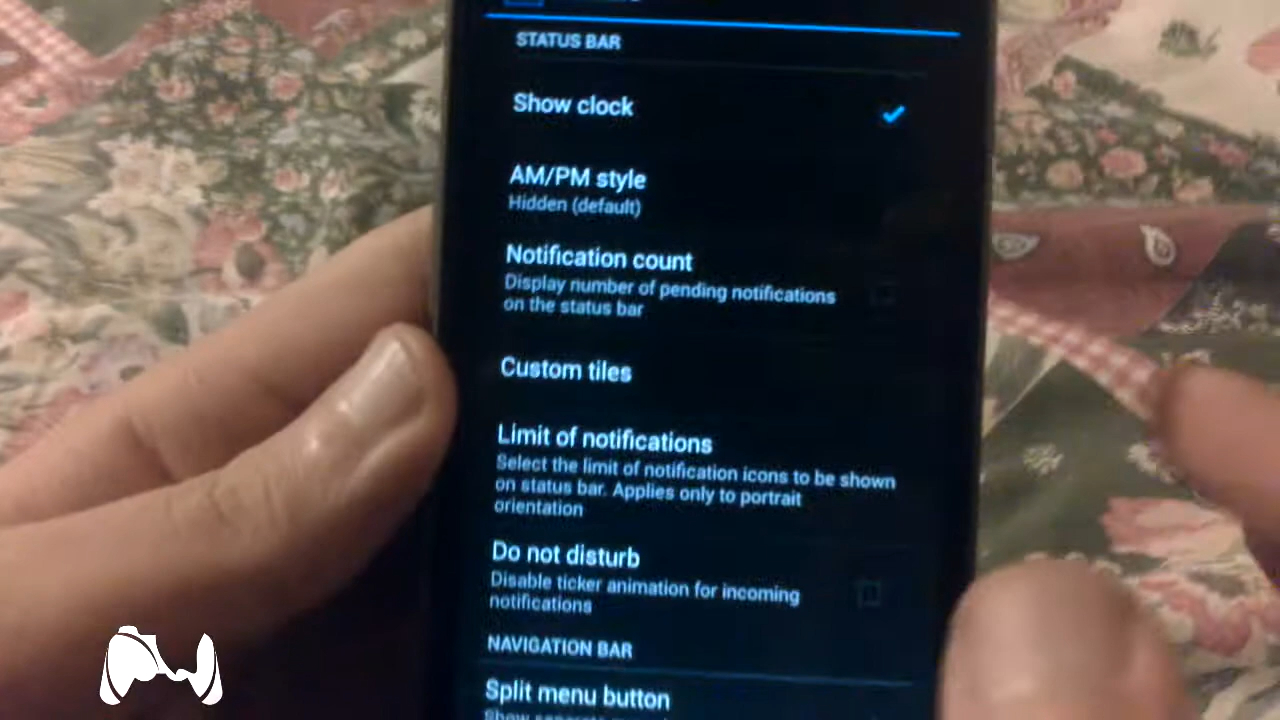 STATUS BAR
Show clock
AM/PM style
Hidden (default)
Notification count
Display number of pending notifications
on the status bar
Custom tiles
Limit of notifications
Select the limit of notification icons to be shown
on status bar. Applies only to portrait
orientation
Do not disturb
Disable ticker animation for incoming
notifications
NAVIGATION BAR
Split menu button
Show